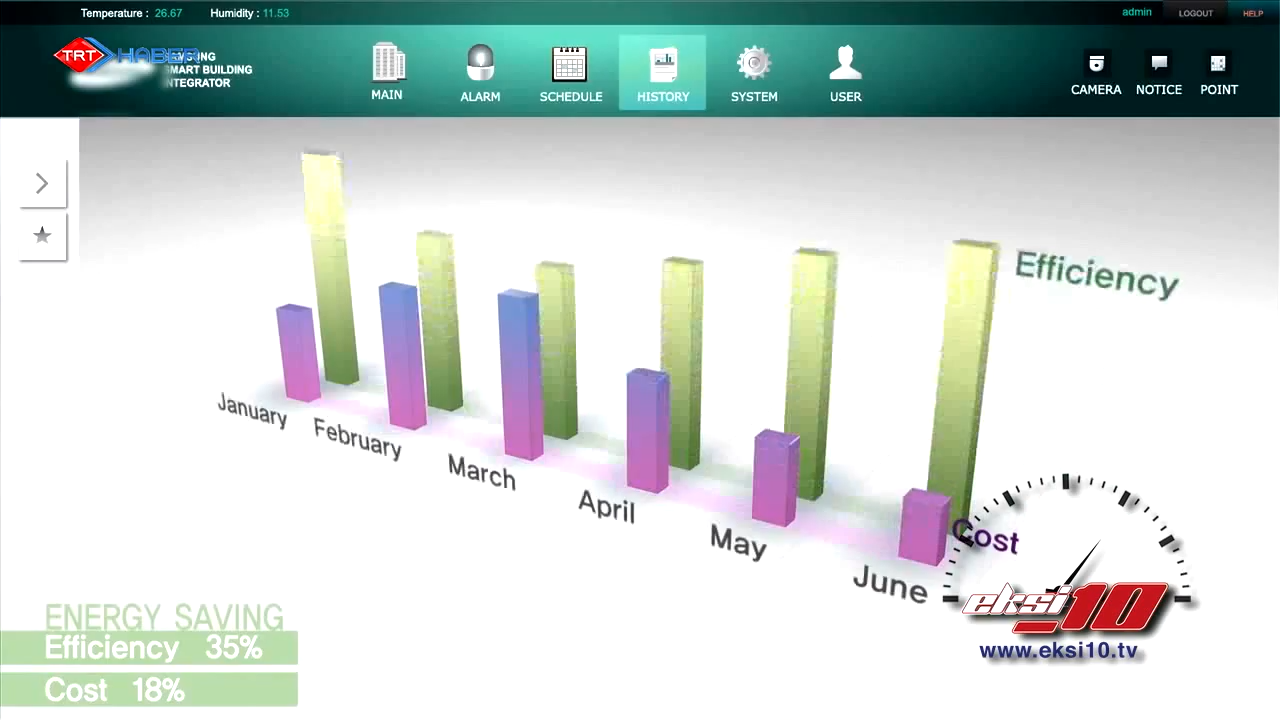 Temperature : 26.67 Humidity : 11.53
admin LOGOUT HELP
TRT HABER
SMART BUILDING
INTEGRATOR
MAIN
ALARM
SCHEDULE
HISTORY
SYSTEM
USER
CAMERA
NOTICE
POINT
Efficiency
January
February
March
April
May
June
Cost
ENERGY SAVING
Efficiency 35%
Cost 18%
eksi10
www.eksi10.tv